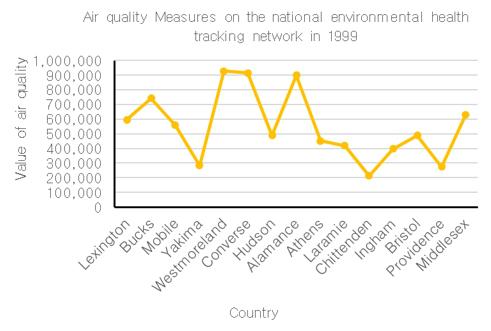 Air quality Measures on the national environmental health
tracking network in 1999
Value of air quality
1,000,000
900,000
800,000
700,000
600,000
500,000
400,000
300,000
200,000
100,000
0
Lexington
Bucks
Mobile
Yakima
Westmoreland
Converse
Hudson
Alamance
Athens
Laramie
Chittenden
Ingham
Bristol
Providence
Middlesex
Country